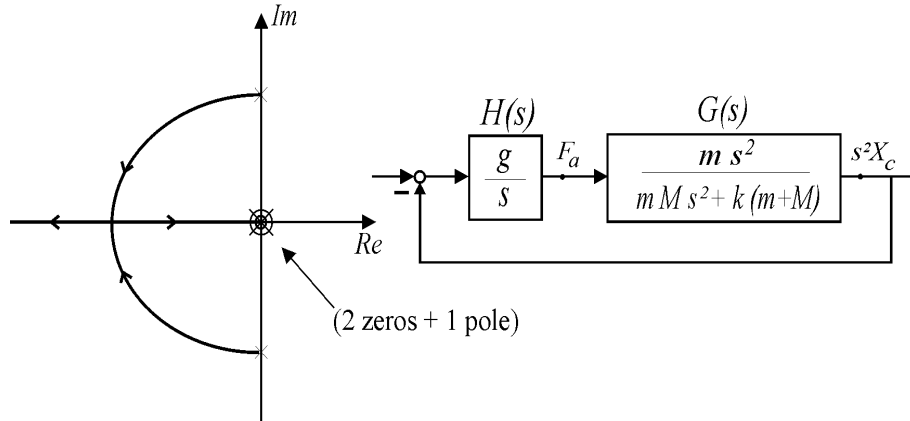 Im
Re
(2 zeros + 1 pole)
H(s)
g
s
F_a
G(s)
m s²
m M s² + k (m+M)
s²X_c
−